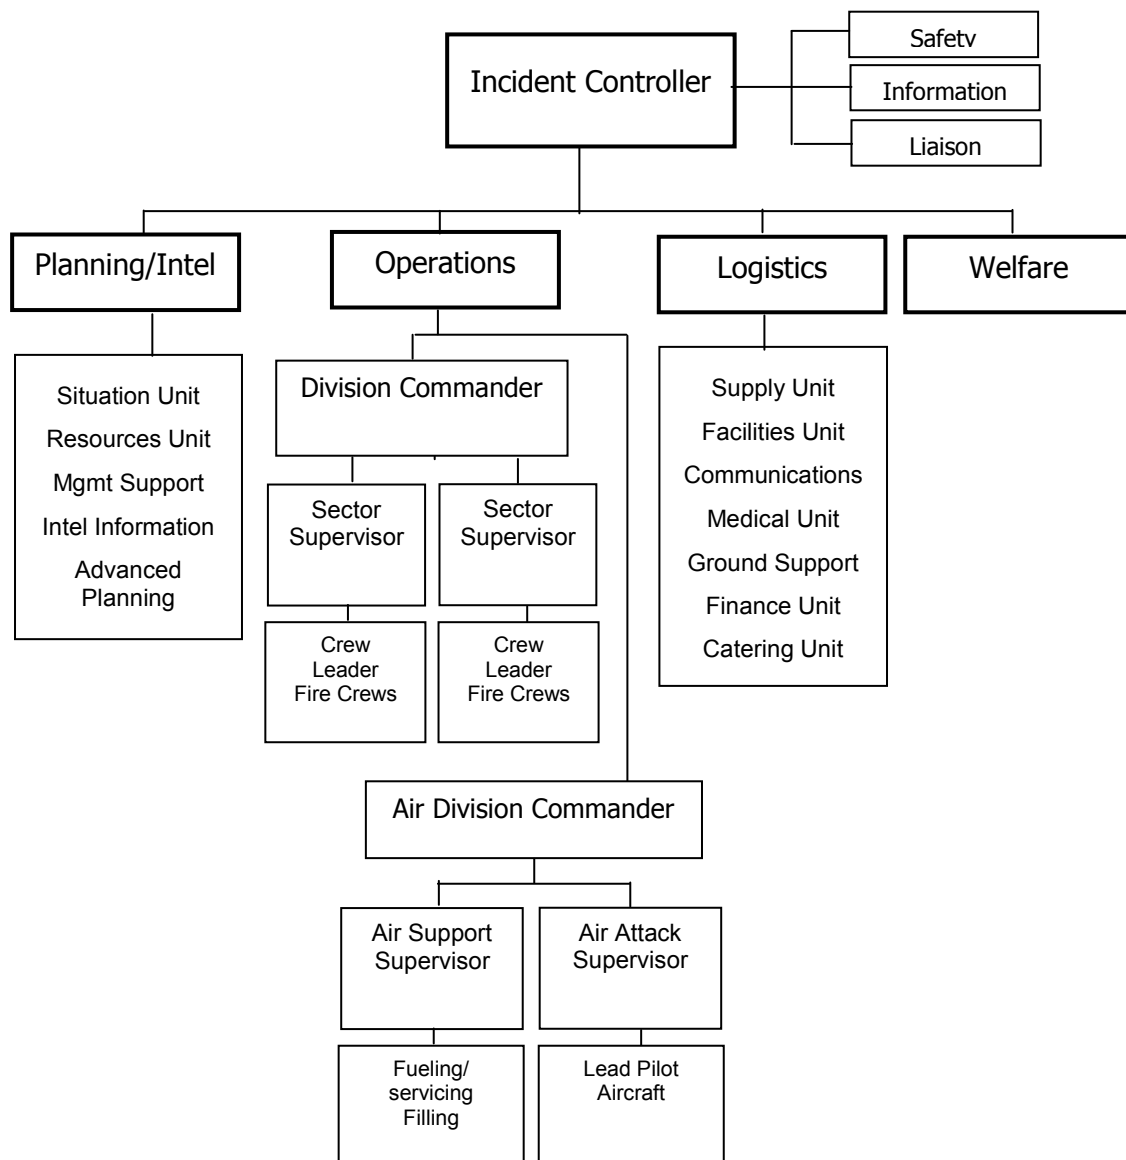 Safetv
Incident Controller
Information
Liaison
Planning/Intel
Operations
Logistics
Welfare
Situation Unit
Resources Unit
Mgmt Support
Intel Information
Advanced
Planning
Division Commander
Sector
Supervisor
Sector
Supervisor
Crew
Leader
Fire Crews
Crew
Leader
Fire Crews
Supply Unit
Facilities Unit
Communications
Medical Unit
Ground Support
Finance Unit
Catering Unit
Air Division Commander
Air Support
Supervisor
Air Attack
Supervisor
Fueling/
servicing
Filling
Lead Pilot
Aircraft